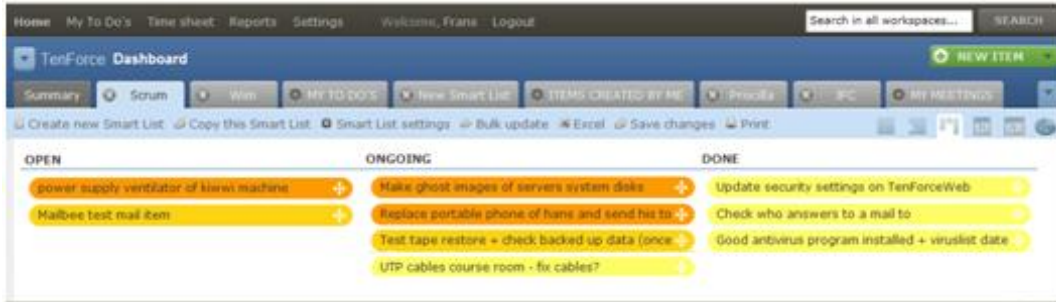 Home My To Do's Time sheet Reports Settings Welcome, Frans Logout Search in all workspaces... SEARCH
TenForce Dashboard NEW ITEM
Summary Scrum Wim MY TO DO'S New Smart List ITEMS CREATED BY ME Priscilla IFC MY MEETINGS
Create new Smart List Copy this Smart List Smart List settings Bulk update Excel Save changes Print
OPEN ONGOING DONE
power supply ventilator of kiwwi machine Make ghost images of servers system disks Update security settings on TenForceWeb
Mailbee test mail item Replace portable phone of hans and send his to Check who answers to a mail to
Test tape restore + check backed up data (once Good antivirus program installed + viruslist date
UTP cables course room - fix cables?